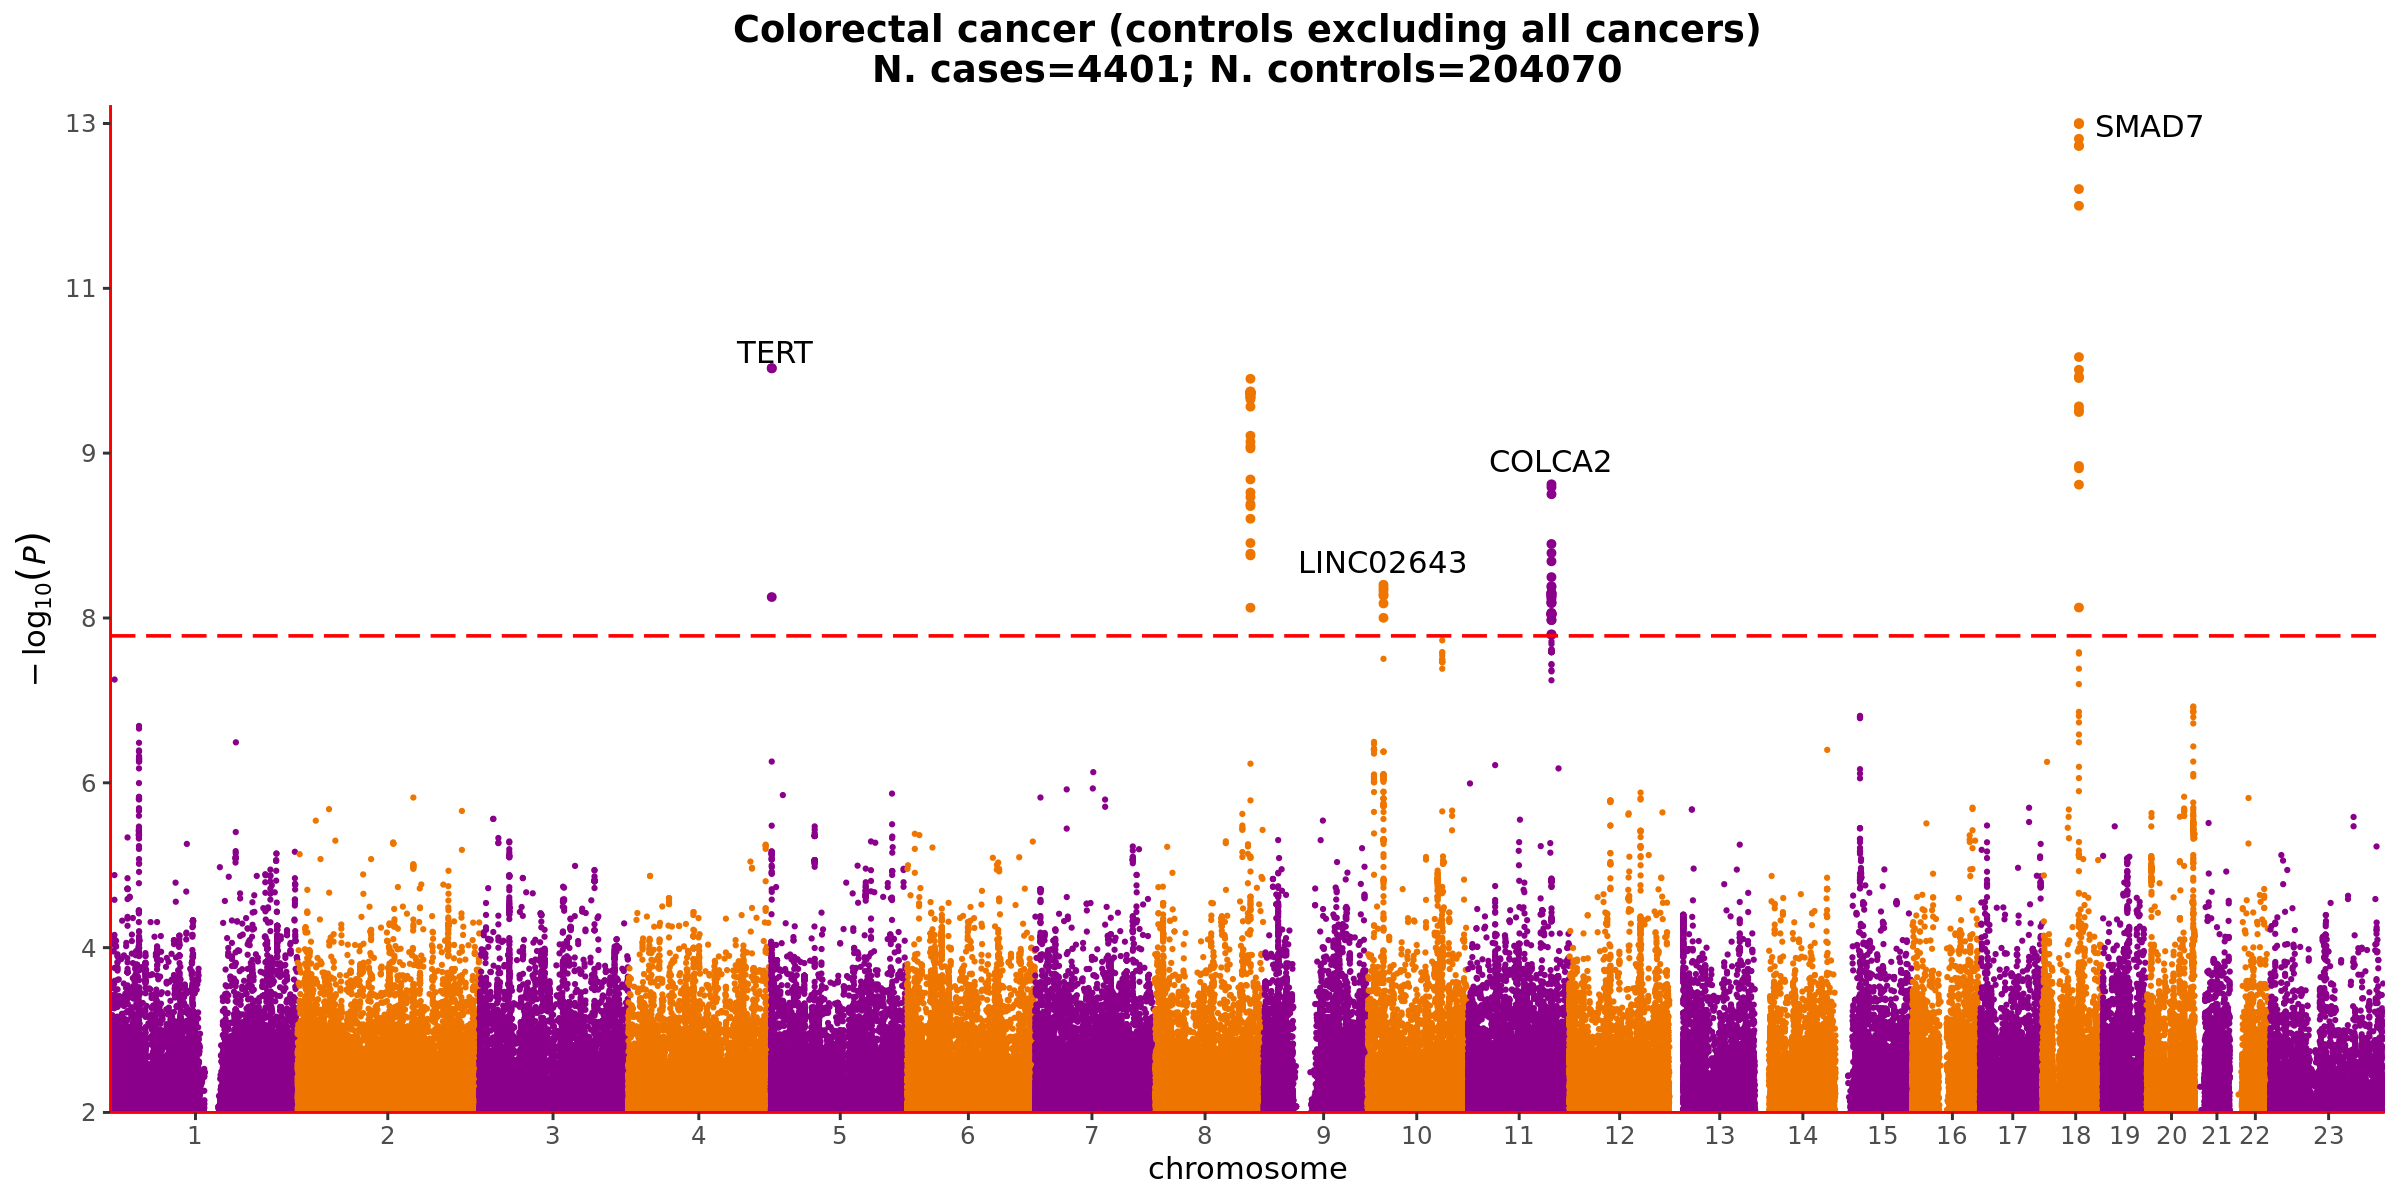 Colorectal cancer (controls excluding all cancers)
N. cases=4401; N. controls=204070
13
SMAD7
11
TERT
9
COLCA2
LINC02643
8
6
4
2
− log₁₀(P)
1 2 3 4 5 6 7 8 9 10 11 12 13 14 15 16 17 18 19 20 21 22 23
chromosome